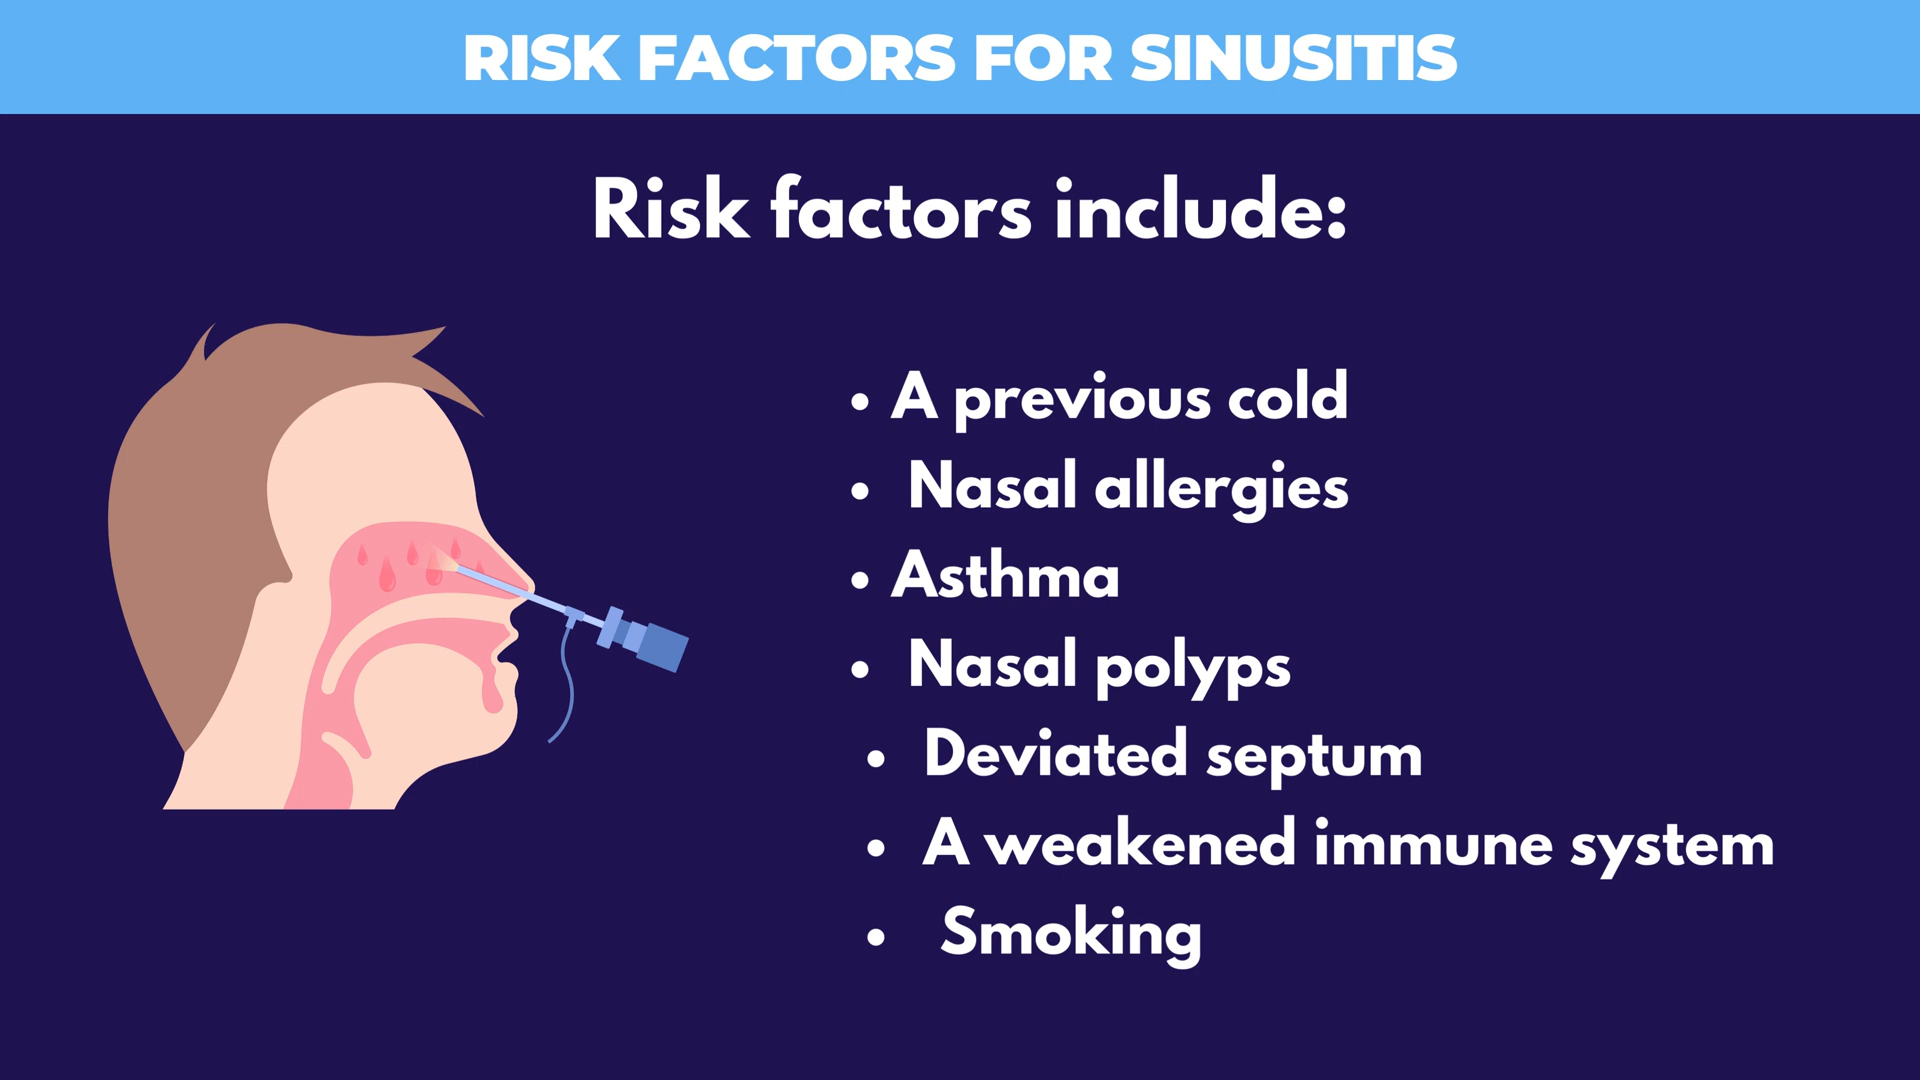 RISK FACTORS FOR SINUSITIS
Risk factors include:
• A previous cold
• Nasal allergies
• Asthma
• Nasal polyps
• Deviated septum
• A weakened immune system
• Smoking